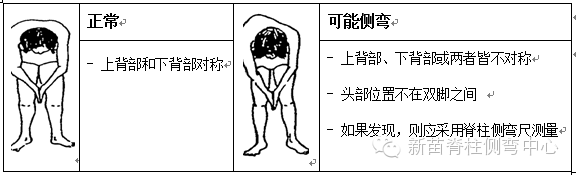 正常
- 上背部和下背部对称
可能侧弯
- 上背部、下背部或两者皆不对称
- 头部位置不在双脚之间
- 如果发现，则应采用脊柱侧弯尺测量
新苗脊柱侧弯中心